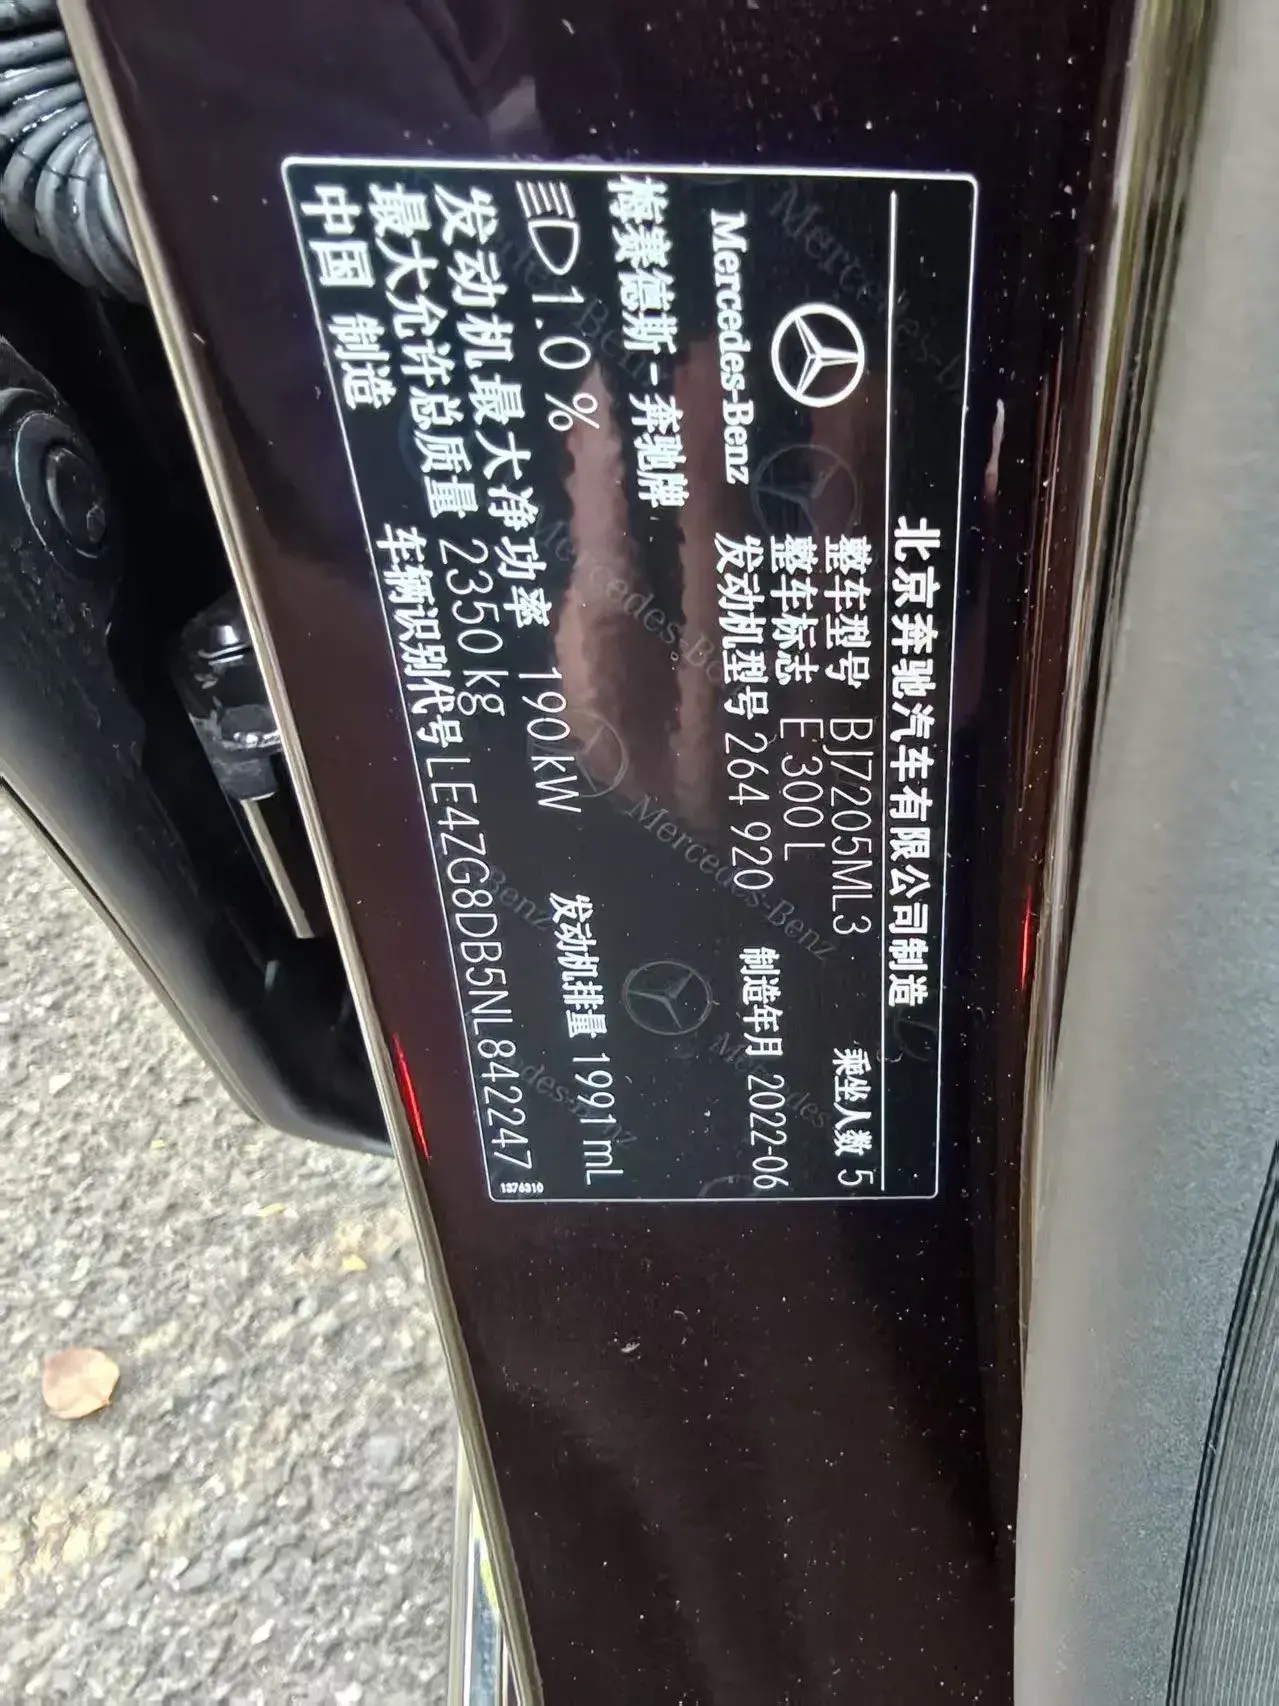 北京奔驰汽车有限公司制造
整车型号 BJ7205ML3 乘坐人数 5
整车标志 E 300 L
Mercedes-Benz 发动机型号 264 920 制造年月 2022-06
梅赛德斯-奔驰牌
1.0 %
发动机最大净功率 190 kW 发动机排量 1991 mL
最大允许总质量 2350 kg
中国 制造 车辆识别代号 LE4ZG8DB5NL842247
1376310